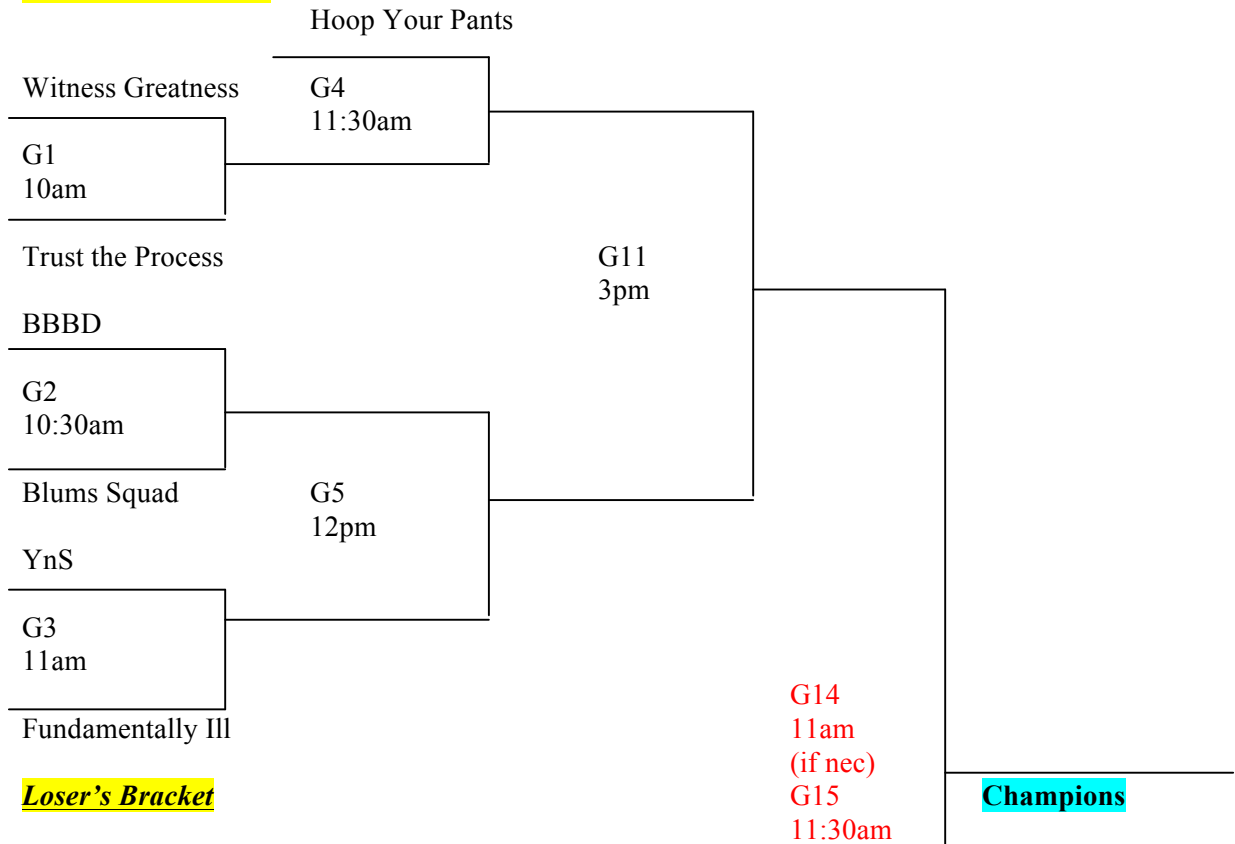 Hoop Your Pants
Witness Greatness
G4
11:30am
G1
10am
Trust the Process
G11
3pm
BBBD
G2
10:30am
Blums Squad
G5
12pm
YnS
G3
11am
Fundamentally Ill
G14
11am
(if nec)
G15
11:30am
Loser’s Bracket
Champions